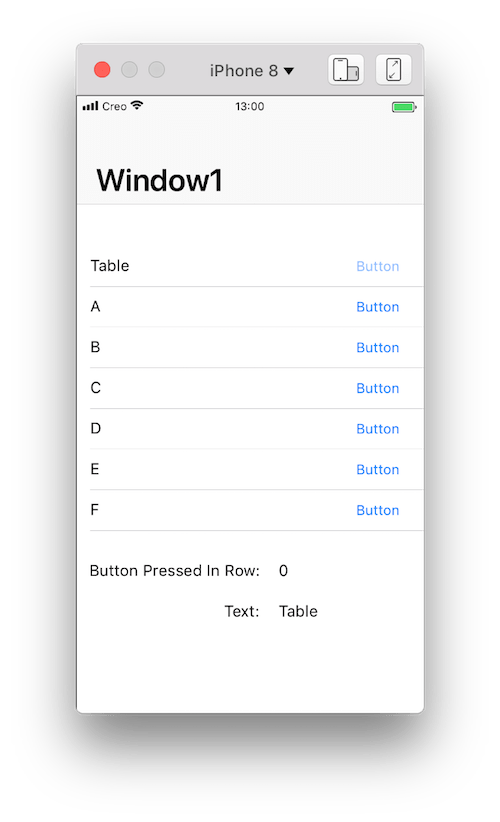 iPhone 8
Creo 13:00
Window1
Table Button
A Button
B Button
C Button
D Button
E Button
F Button
Button Pressed In Row: 0
Text: Table